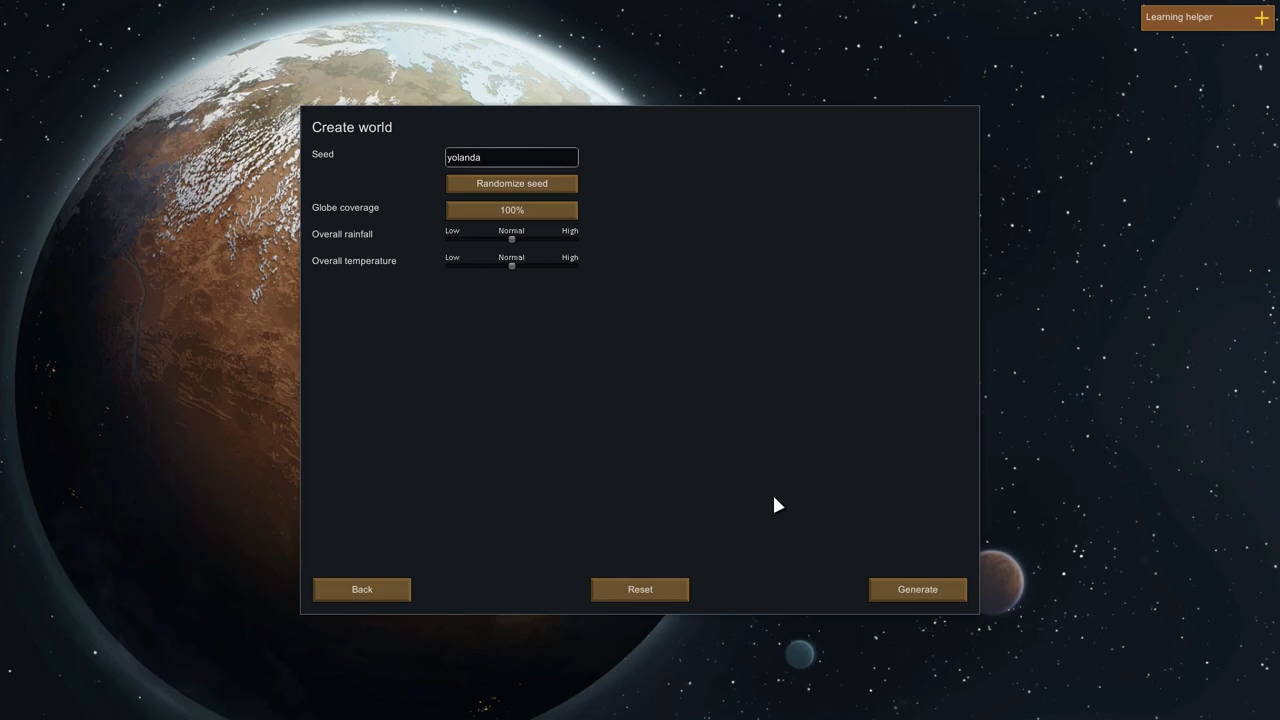 Learning helper
Create world
Seed
yolanda
Randomize seed
Globe coverage
100%
Overall rainfall
Low Normal High
Overall temperature
Low Normal High
Back
Reset
Generate